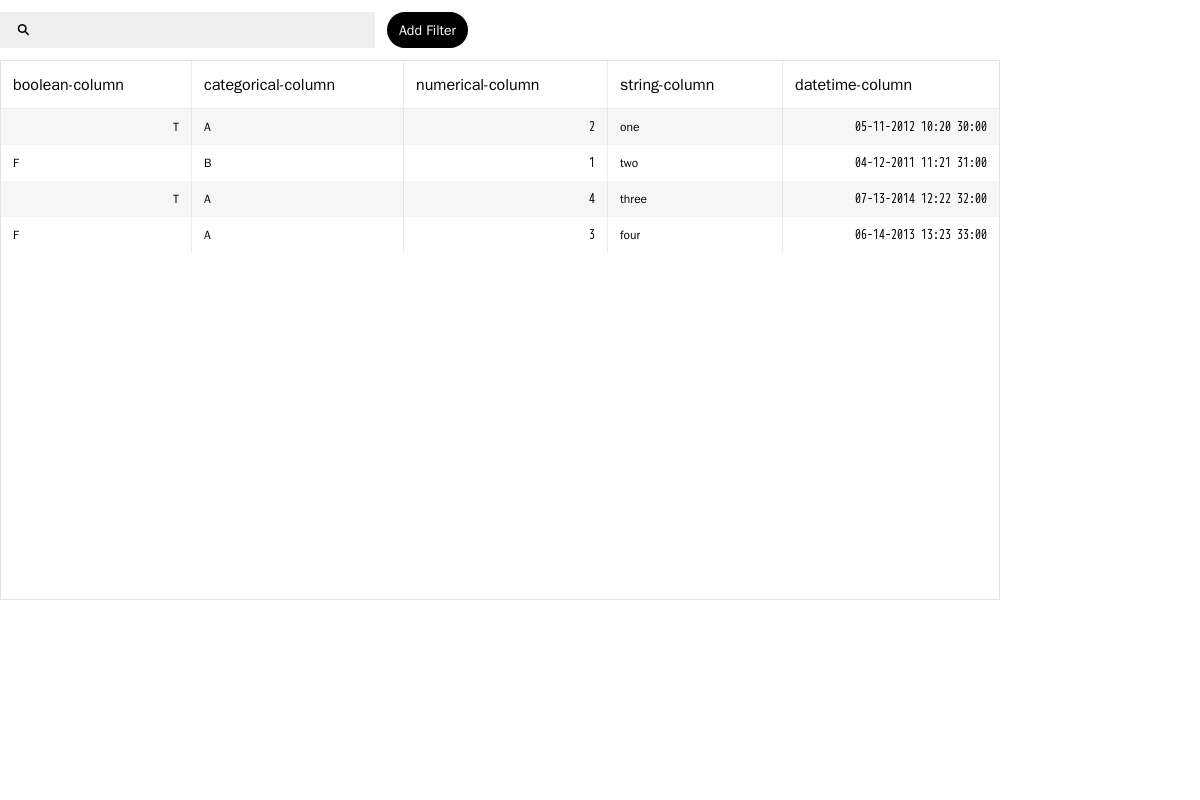 Add Filter
boolean-column categorical-column numerical-column string-column datetime-column
T A 2 one 05-11-2012 10:20 30:00
F B 1 two 04-12-2011 11:21 31:00
T A 4 three 07-13-2014 12:22 32:00
F A 3 four 06-14-2013 13:23 33:00